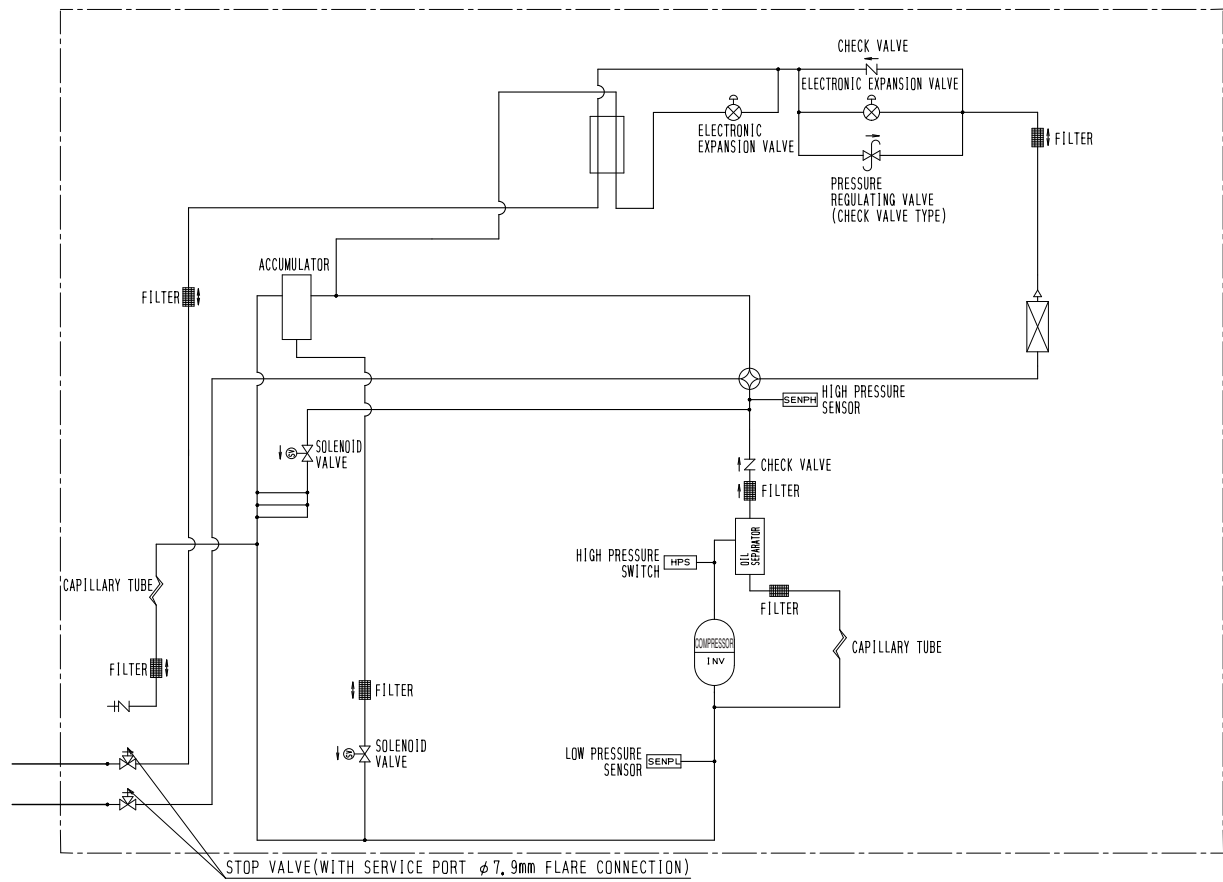 CHECK VALVE
ELECTRONIC EXPANSION VALVE
ELECTRONIC
EXPANSION VALVE
FILTER
PRESSURE
REGULATING VALVE
(CHECK VALVE TYPE)
ACCUMULATOR
FILTER
SENPH
HIGH PRESSURE
SENSOR
SV
SOLENOID
VALVE
CHECK VALVE
FILTER
OIL
SEPARATOR
HIGH PRESSURE
SWITCH
HPS
CAPILLARY TUBE
FILTER
COMPRESSOR
INV
CAPILLARY TUBE
FILTER
FILTER
SV
SOLENOID
VALVE
LOW PRESSURE
SENSOR
SENPL
STOP VALVE(WITH SERVICE PORT φ7.9mm FLARE CONNECTION)